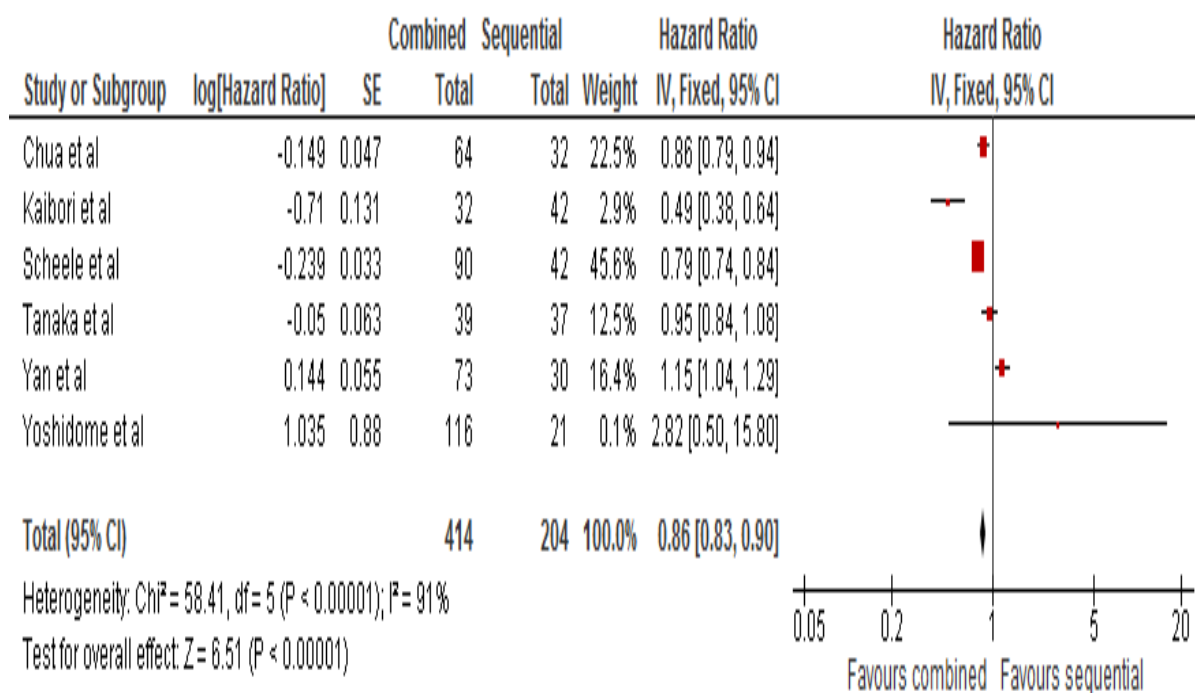 Combined Sequential Hazard Ratio Hazard Ratio
Study or Subgroup log[Hazard Ratio] SE Total Total Weight IV, Fixed, 95% CI IV, Fixed, 95% CI
Chua et al -0.149 0.047 64 32 22.5% 0.86 [0.79, 0.94]
Kaibori et al -0.71 0.131 32 42 2.9% 0.49 [0.38, 0.64]
Scheele et al -0.239 0.033 90 42 45.6% 0.79 [0.74, 0.84]
Tanaka et al -0.05 0.063 39 37 12.5% 0.95 [0.84, 1.08]
Yan et al 0.144 0.055 73 30 16.4% 1.15 [1.04, 1.29]
Yoshidome et al 1.035 0.88 116 21 0.1% 2.82 [0.50, 15.80]
Total (95% CI) 414 204 100.0% 0.86 [0.83, 0.90]
Heterogeneity: Chi² = 58.41, df = 5 (P < 0.00001); I² = 91%
Test for overall effect: Z = 6.51 (P < 0.00001)
0.05 0.2 1 5 20
Favours combined Favours sequential